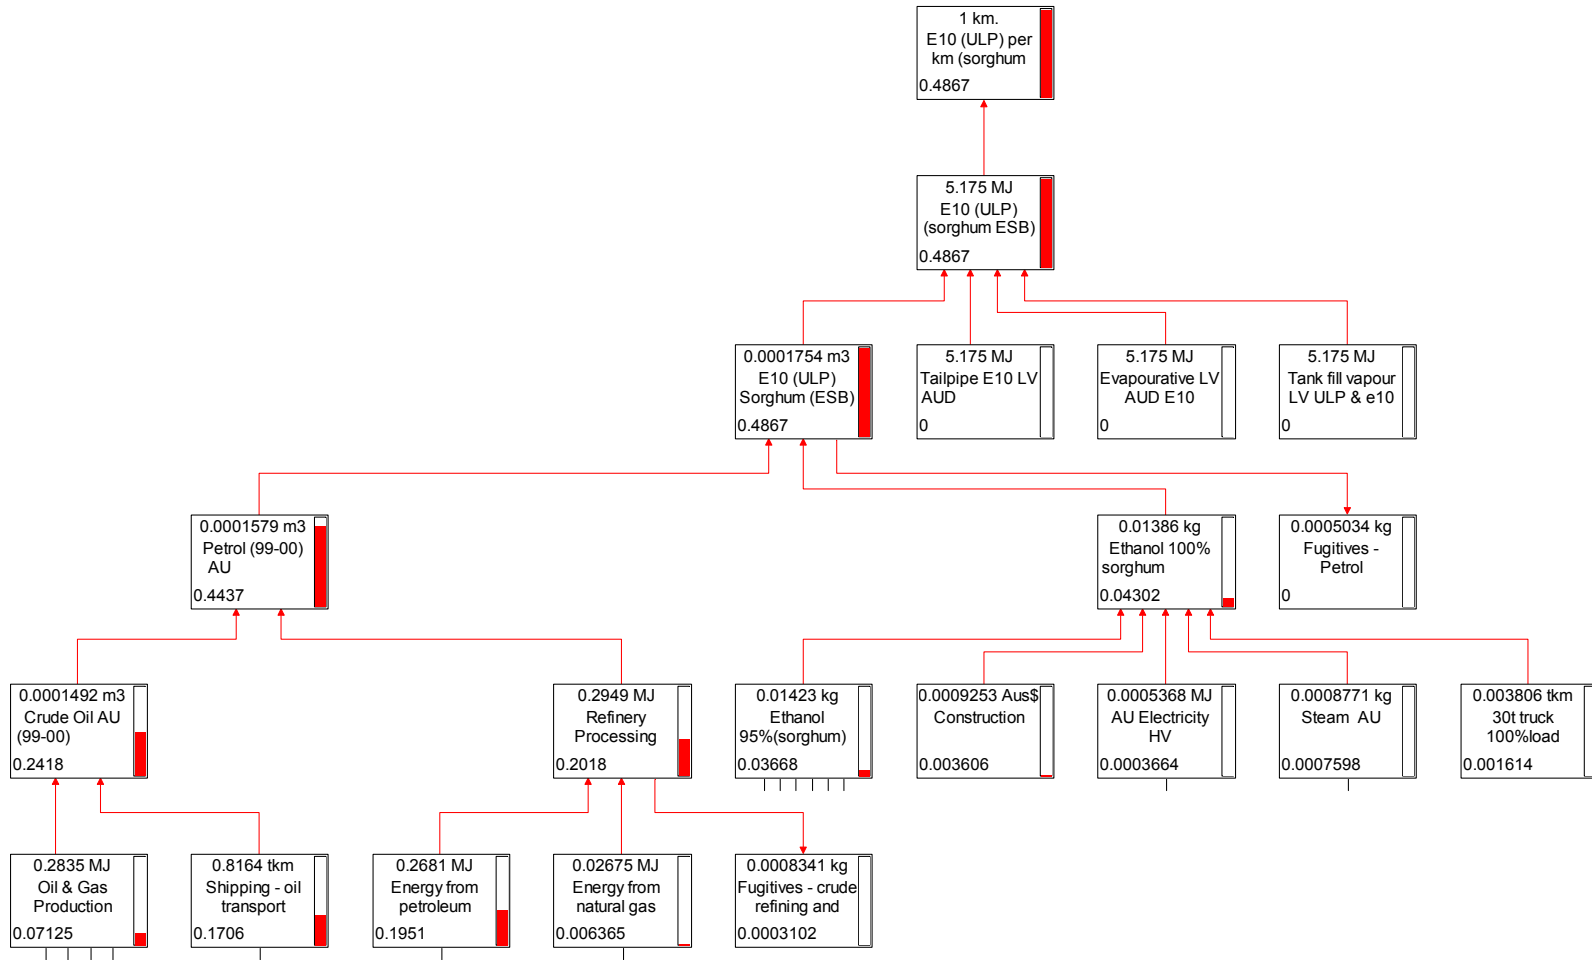 1 km.
E10 (ULP) per
km (sorghum
0.4867
5.175 MJ
E10 (ULP)
(sorghum ESB)
0.4867
0.0001754 m3
E10 (ULP)
Sorghum (ESB)
0.4867
5.175 MJ
Tailpipe E10 LV
AUD
0
5.175 MJ
Evapourative LV
AUD E10
0
5.175 MJ
Tank fill vapour
LV ULP & e10
0
0.0001579 m3
Petrol (99-00)
AU
0.4437
0.01386 kg
Ethanol 100%
sorghum
0.04302
0.0005034 kg
Fugitives -
Petrol
0
0.0001492 m3
Crude Oil AU
(99-00)
0.2418
0.2949 MJ
Refinery
Processing
0.2018
0.01423 kg
Ethanol
95%(sorghum)
0.03668
0.0009253 Aus$
Construction
0.003606
0.0005368 MJ
AU Electricity
HV
0.0003664
0.0008771 kg
Steam AU
0.0007598
0.003806 tkm
30t truck
100%load
0.001614
0.2835 MJ
Oil & Gas
Production
0.07125
0.8164 tkm
Shipping - oil
transport
0.1706
0.2681 MJ
Energy from
petroleum
0.1951
0.02675 MJ
Energy from
natural gas
0.006365
0.0008341 kg
Fugitives - crude
refining and
0.0003102